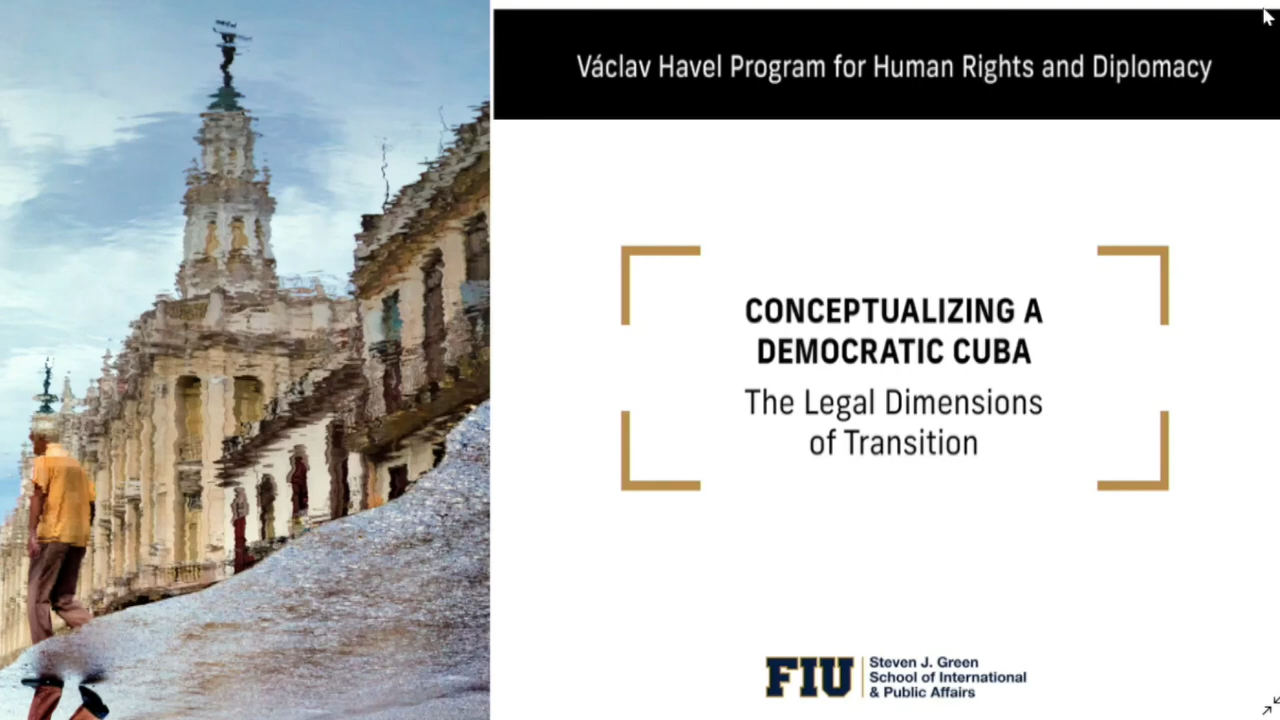 Václav Havel Program for Human Rights and Diplomacy
CONCEPTUALIZING A
DEMOCRATIC CUBA
The Legal Dimensions
of Transition
FIU
Steven J. Green
School of International
& Public Affairs